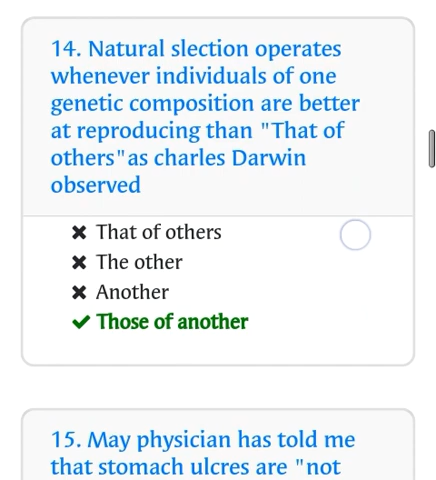 14. Natural slection operates
whenever individuals of one
genetic composition are better
at reproducing than "That of
others"as charles Darwin
observed
✖ That of others
✖ The other
✖ Another
✔ Those of another
15. May physician has told me
that stomach ulcres are "not